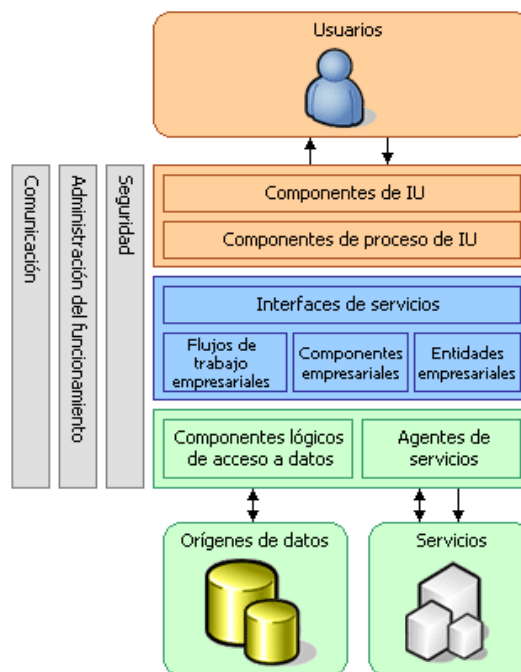 Usuarios
Comunicación
Administración del funcionamiento
Seguridad
Componentes de IU
Componentes de proceso de IU
Interfaces de servicios
Flujos de
trabajo
empresariales
Componentes
empresariales
Entidades
empresariales
Componentes lógicos
de acceso a datos
Agentes de
servicios
Orígenes de datos
Servicios